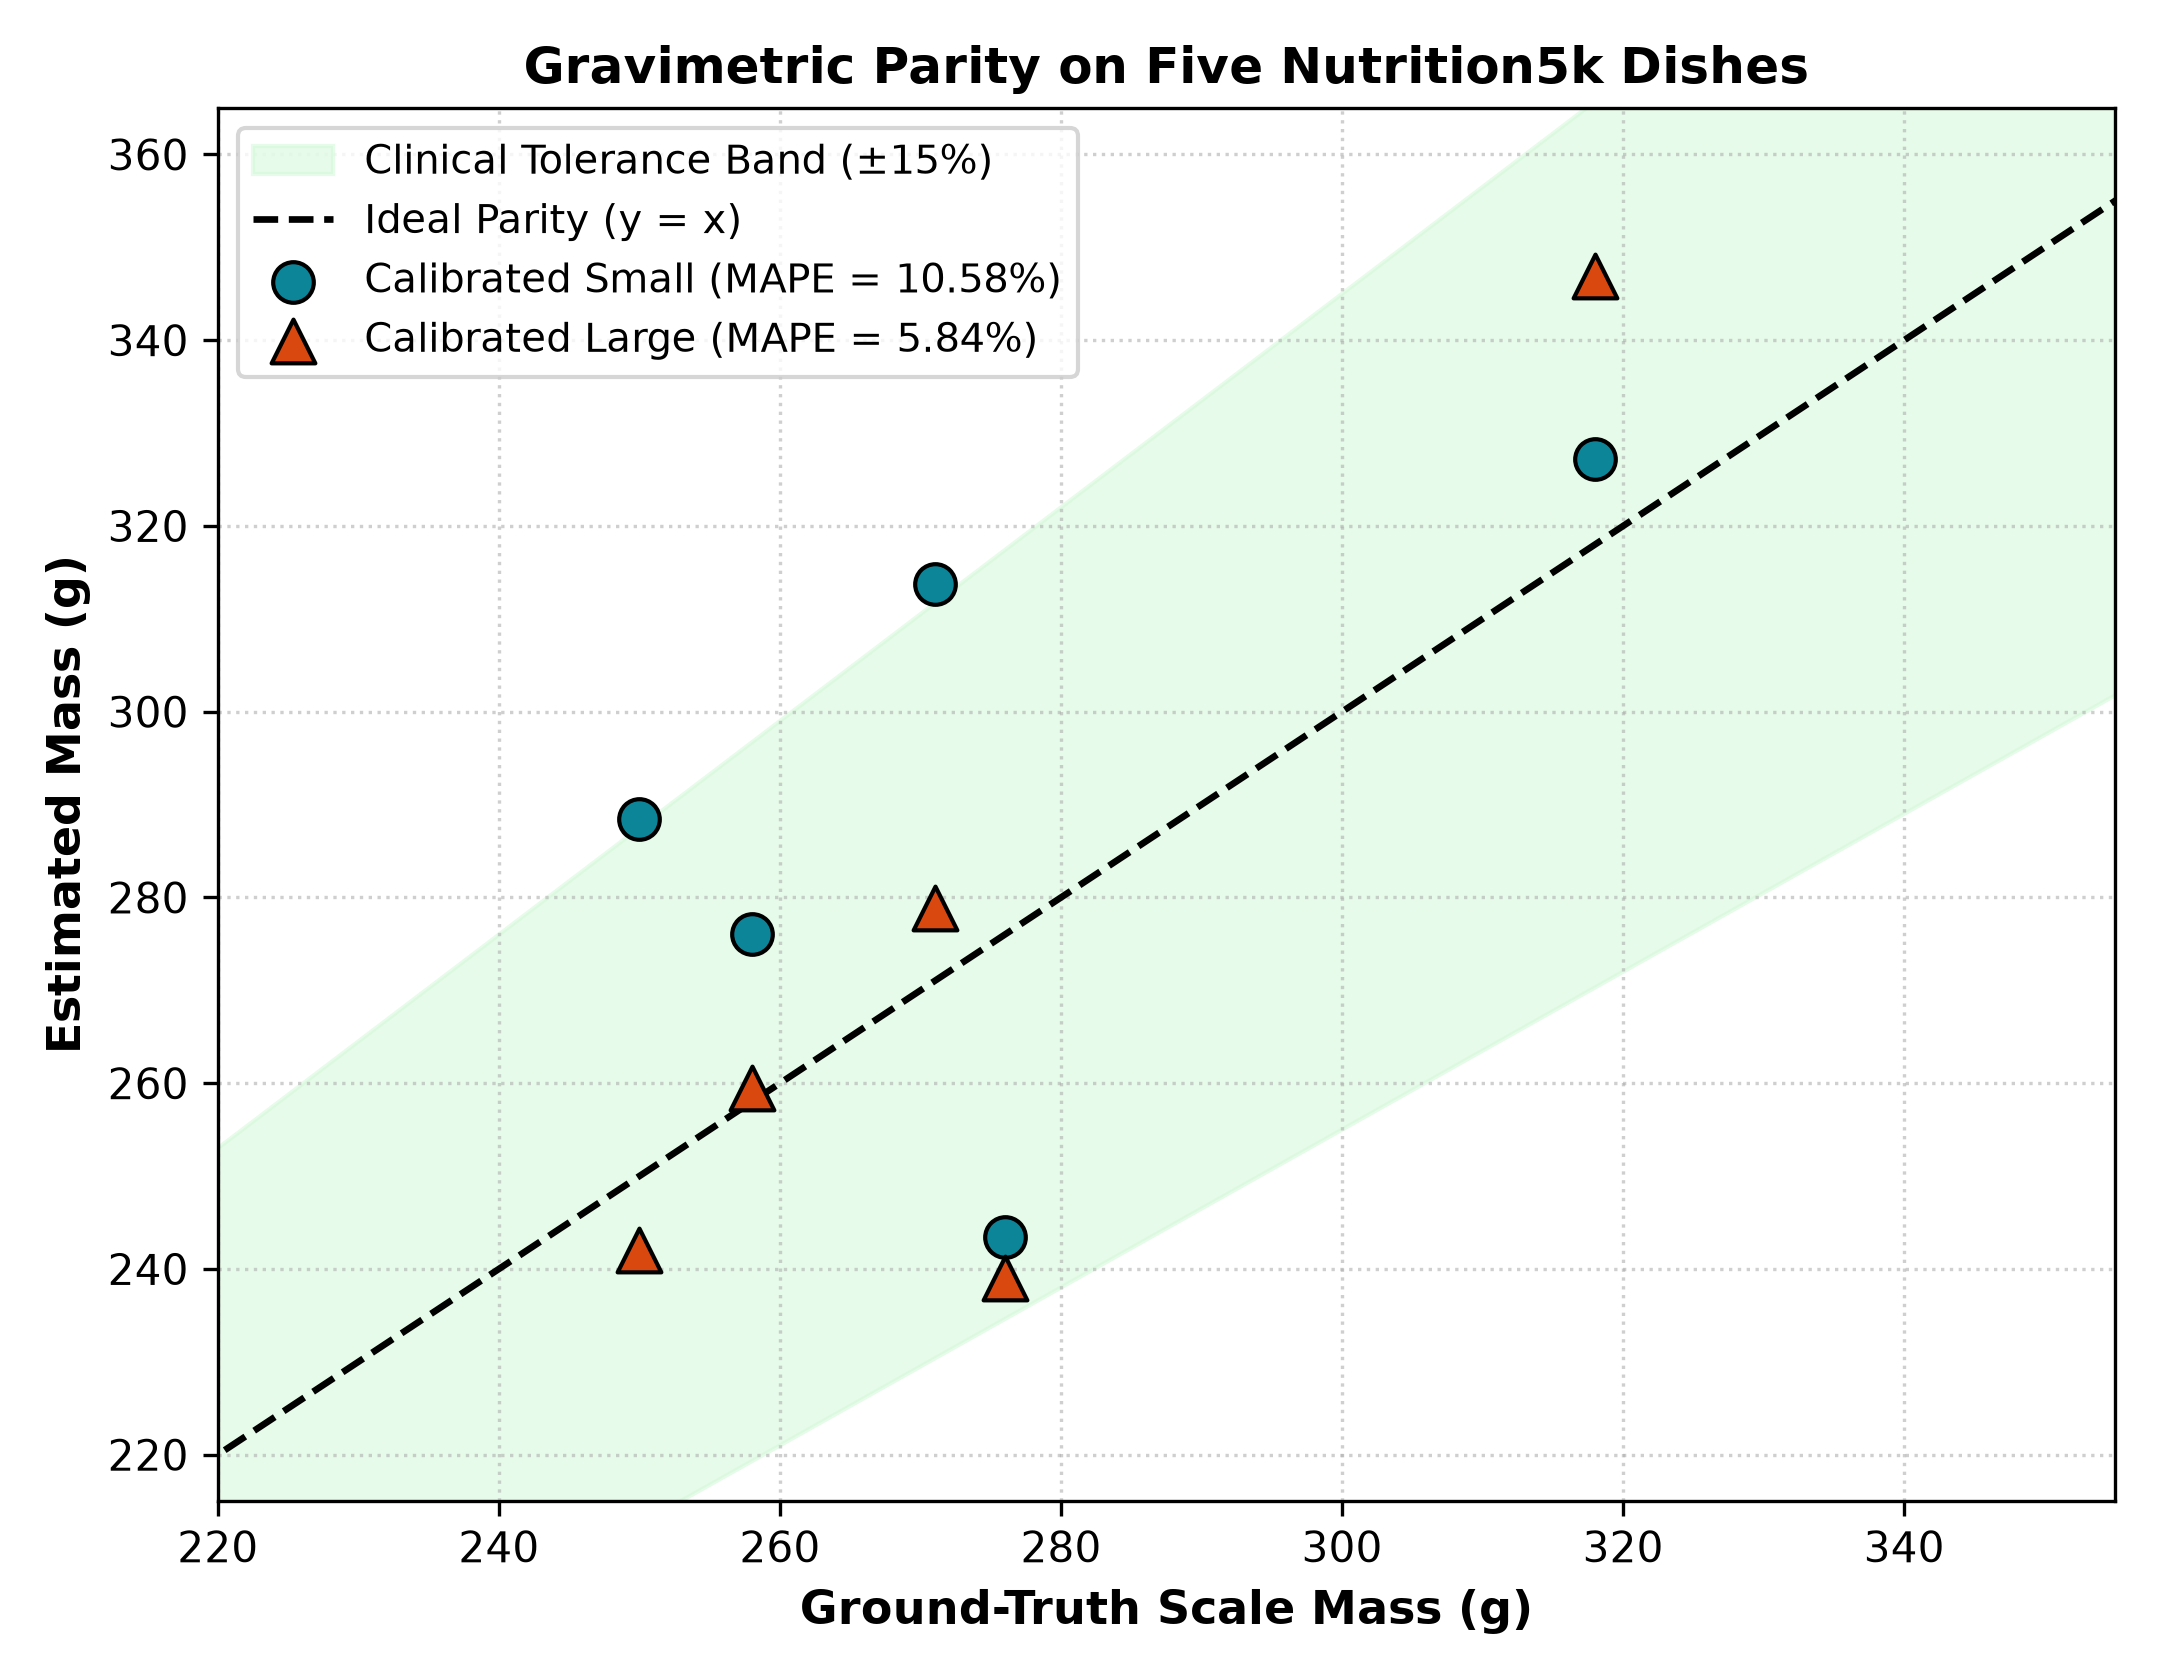 Gravimetric Parity on Five Nutrition5k Dishes
Clinical Tolerance Band (±15%)
Ideal Parity (y = x)
Calibrated Small (MAPE = 10.58%)
Calibrated Large (MAPE = 5.84%)
360
340
320
300
280
260
240
220
Estimated Mass (g)
220 240 260 280 300 320 340
Ground-Truth Scale Mass (g)